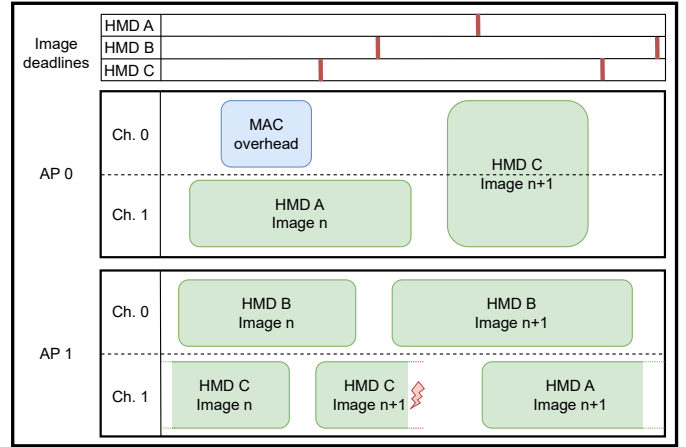 Image
deadlines
HMD A
HMD B
HMD C
AP 0
Ch. 0
MAC
overhead
HMD C
Image n+1
Ch. 1
HMD A
Image n
AP 1
Ch. 0
HMD B
Image n
HMD B
Image n+1
Ch. 1
HMD C
Image n
HMD C
Image n+1
HMD A
Image n+1